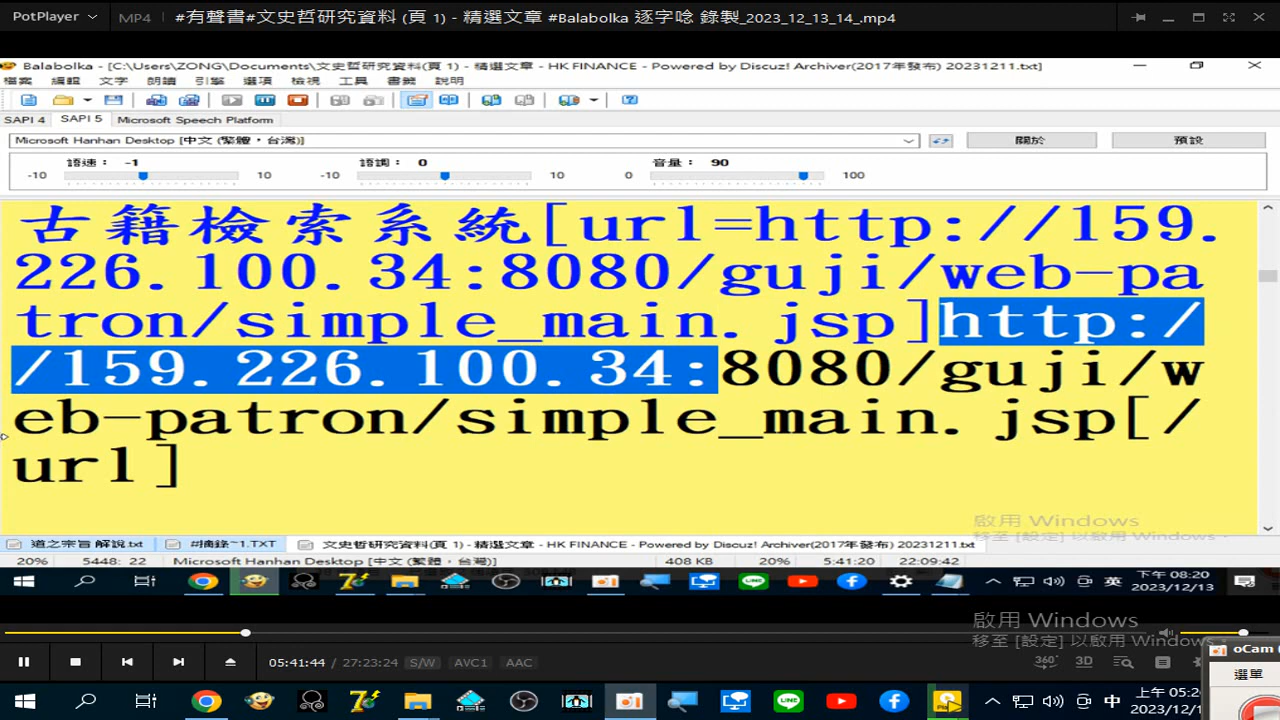 PotPlayer MP4 #有聲書#文史哲研究資料 (頁 1) - 精選文章 #Balabolka 逐字唸 錄製_2023_12_13_14_.mp4
Balabolka - [C:\Users\ZONG\Documents\文史哲研究資料(頁 1) - 精選文章 - HK FINANCE - Powered by Discuz! Archiver(2017年發布) 20231211.txt]
檔案 編輯 文字 朗讀 引擎 選項 檢視 工具 書籤 說明
SAPI 4 SAPI 5 Microsoft Speech Platform
Microsoft Hanhan Desktop [中文 (繁體，台灣)] 關於 預設
語速： -1 語調： 0 音量： 90
-10 10 -10 10 0 100
古籍檢索系統[url=http://159.
226.100.34:8080/guji/web-pa
tron/simple_main.jsp]http:/
/159.226.100.34:8080/guji/w
eb-patron/simple_main.jsp[/
url]
啟用 Windows
移至 [設定] 以啟用 Windows。
道之宗旨 解說.txt #摘錄~1.TXT 文史哲研究資料(頁 1) - 精選文章 - HK FINANCE - Powered by Discuz! Archiver(2017年發布) 20231211.txt
20% 5448: 22 Microsoft Hanhan Desktop [中文 (繁體，台灣)] 408 KB 20% 5:41:20 22:09:42
英 下午 08:20
2023/12/13
啟用 Windows
移至 [設定] 以啟用 Windows。
05:41:44 / 27:23:24 S/W AVC1 AAC 360° 3D
oCam
選單
中 上午 05:2
2023/12/1